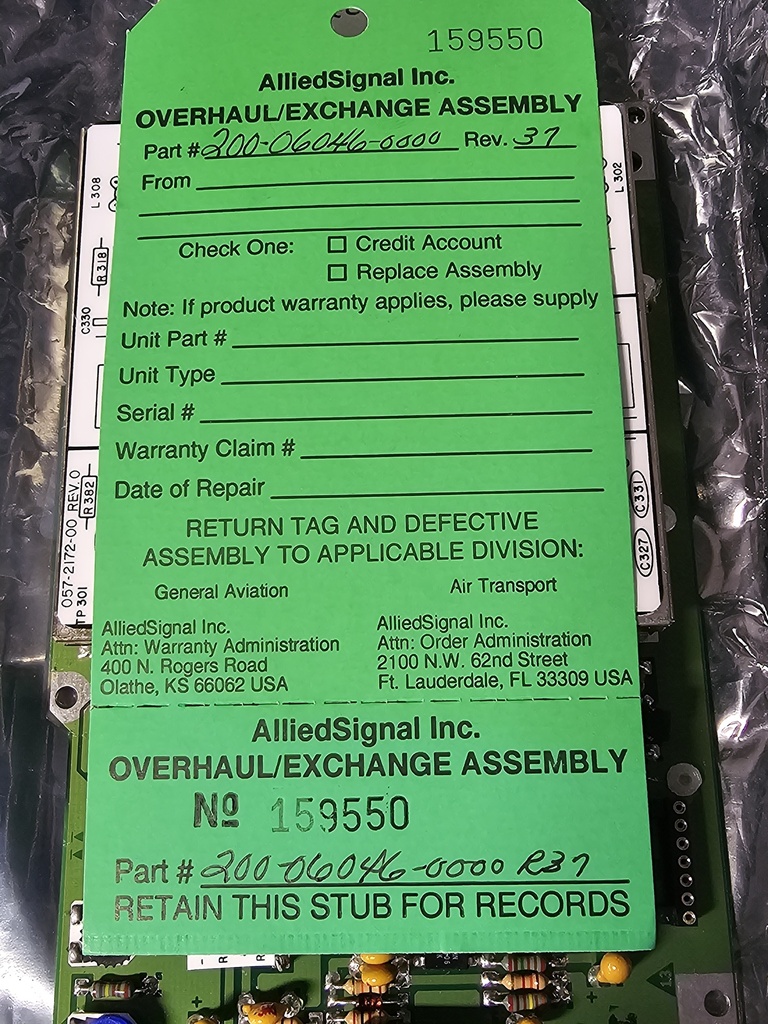 159550
AlliedSignal Inc.
OVERHAUL/EXCHANGE ASSEMBLY
Part # 200-06046-0000 Rev. 37
From
Check One: ☐ Credit Account
☐ Replace Assembly
Note: If product warranty applies, please supply
Unit Part #
Unit Type
Serial #
Warranty Claim #
Date of Repair
RETURN TAG AND DEFECTIVE
ASSEMBLY TO APPLICABLE DIVISION:
General Aviation
AlliedSignal Inc.
Attn: Warranty Administration
400 N. Rogers Road
Olathe, KS 66062 USA
Air Transport
AlliedSignal Inc.
Attn: Order Administration
2100 N.W. 62nd Street
Ft. Lauderdale, FL 33309 USA
AlliedSignal Inc.
OVERHAUL/EXCHANGE ASSEMBLY
Nº 159550
Part # 200-06046-0000 R37
RETAIN THIS STUB FOR RECORDS
L308
R318
C330
R382
057-2172-00 REV.0
TP301
L302
C331
C327
13